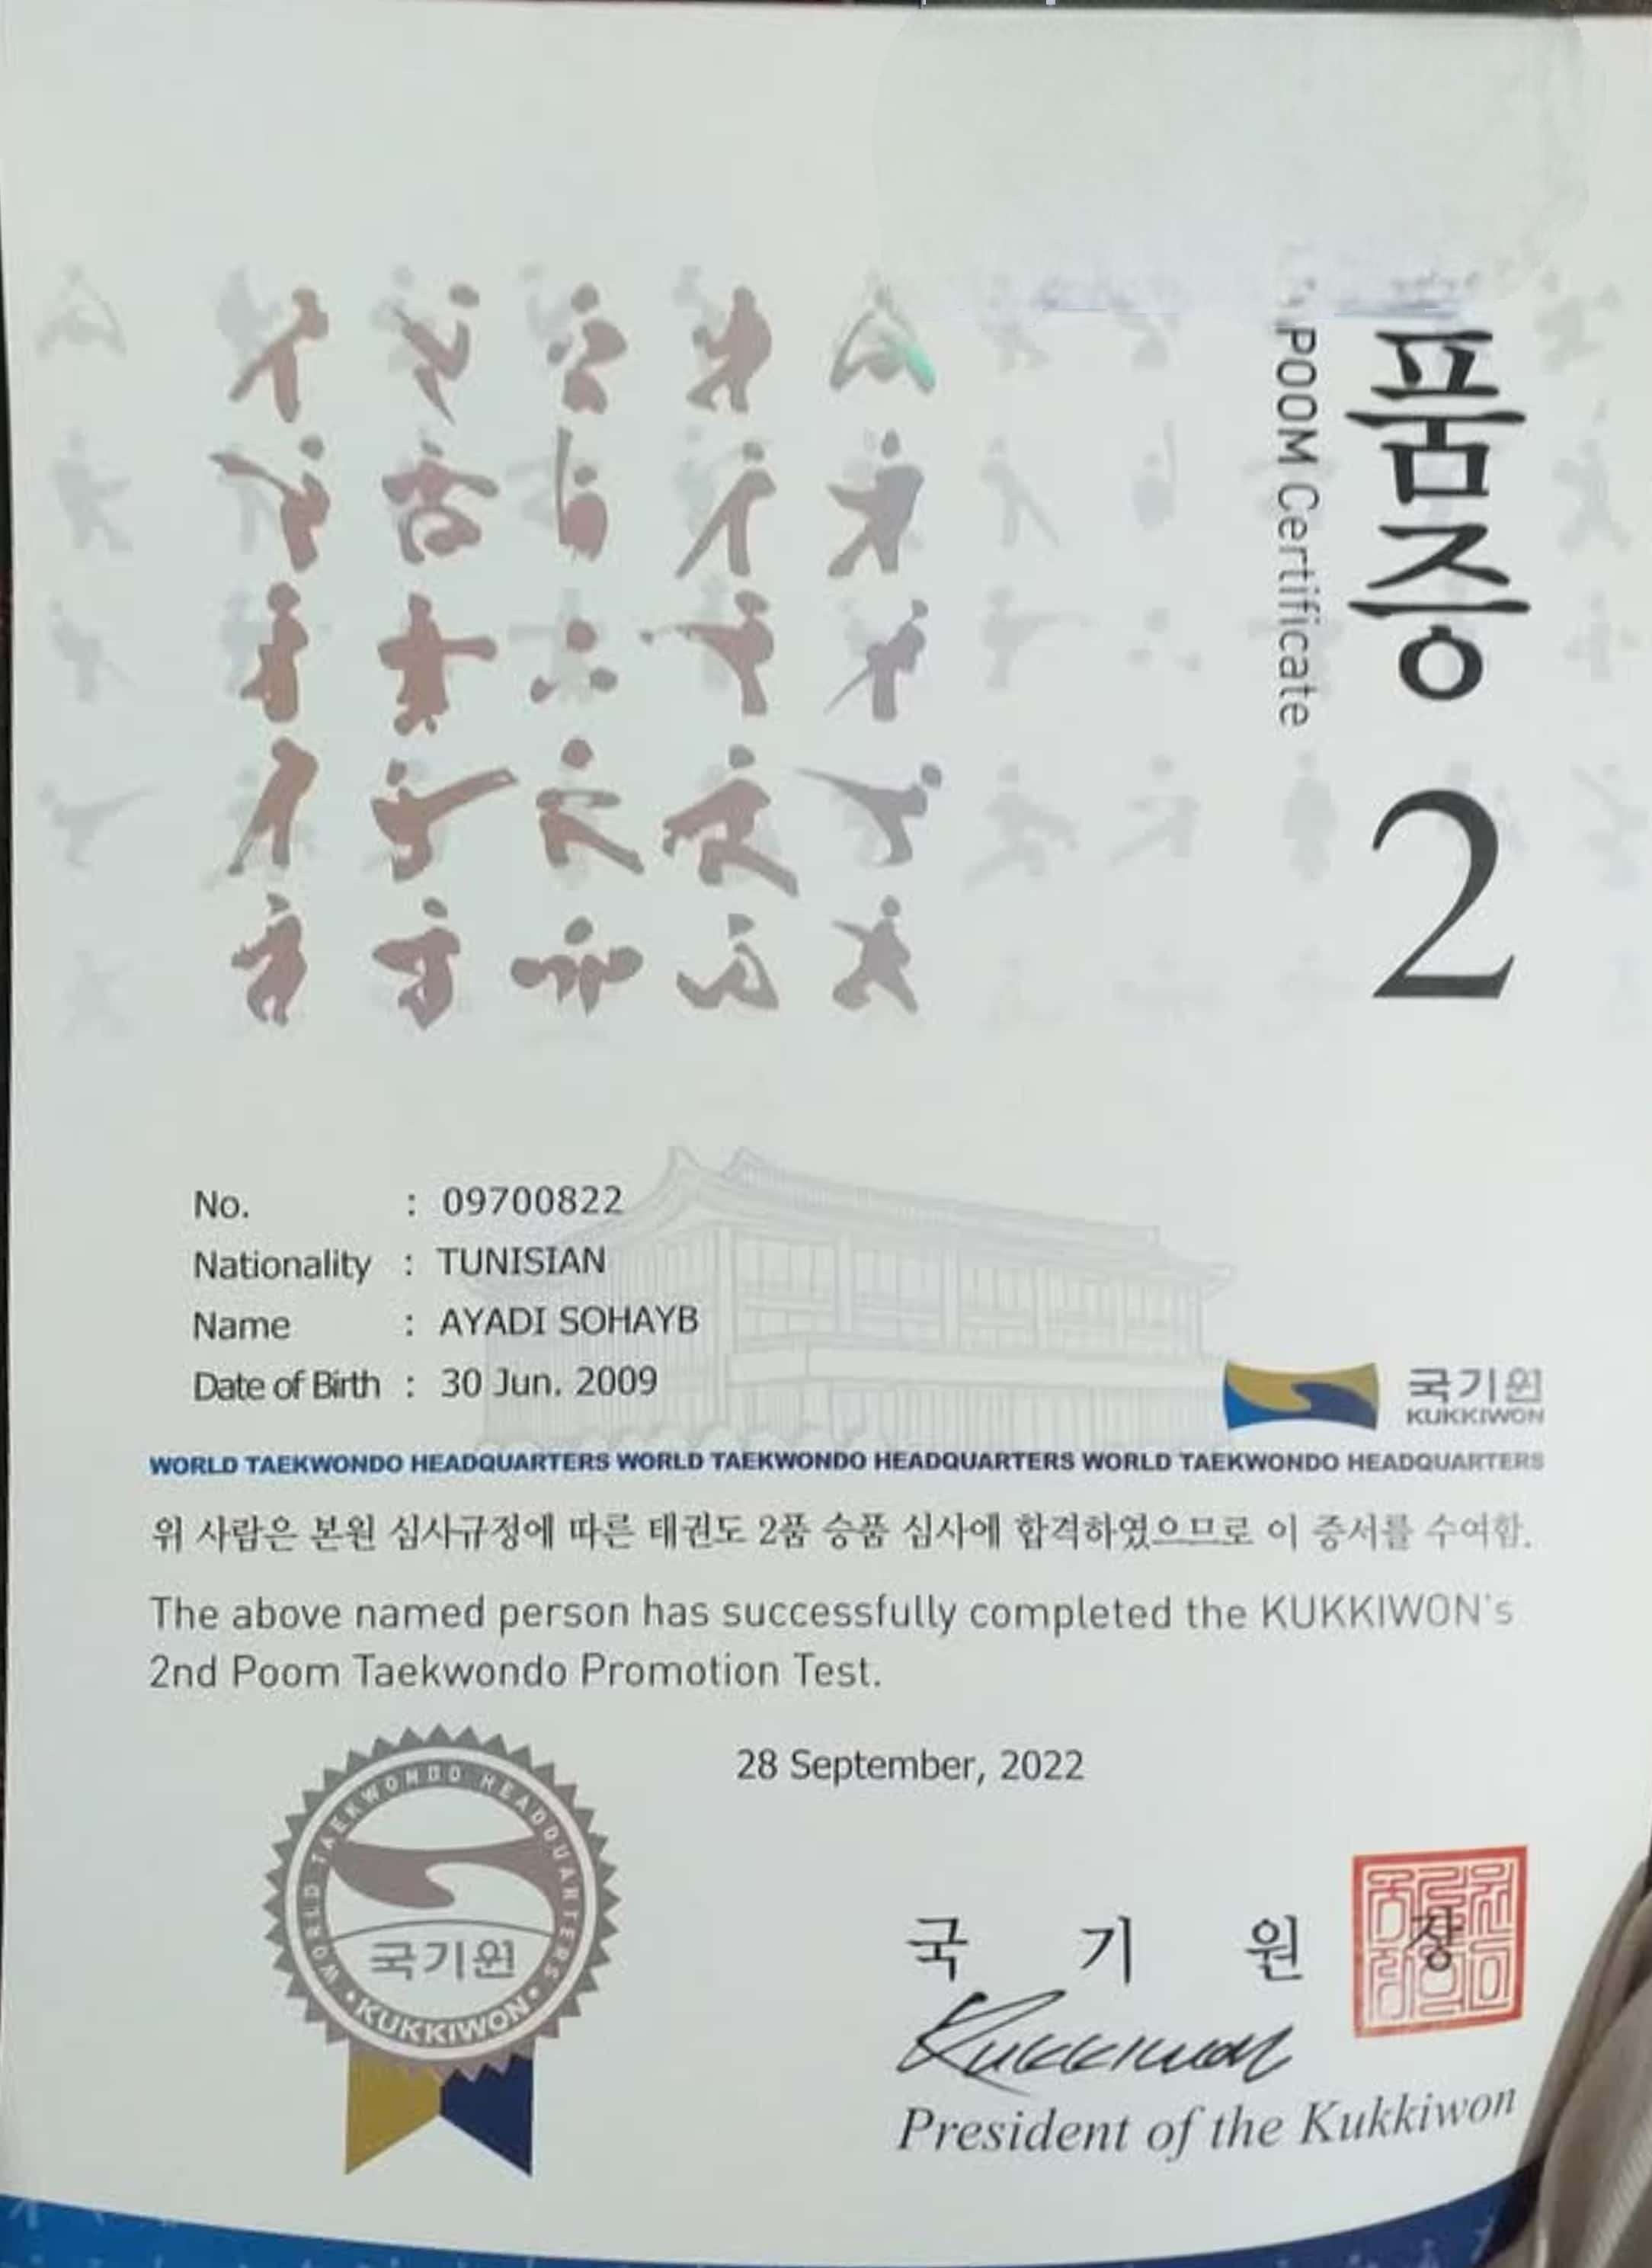 품증 2
POOM Certificate
No. : 09700822
Nationality : TUNISIAN
Name : AYADI SOHAYB
Date of Birth : 30 Jun. 2009
국기원
KUKKIWON
WORLD TAEKWONDO HEADQUARTERS WORLD TAEKWONDO HEADQUARTERS WORLD TAEKWONDO HEADQUARTERS
위 사람은 본원 심사규정에 따른 태권도 2품 승품 심사에 합격하였으므로 이 증서를 수여함.
The above named person has successfully completed the KUKKIWON's
2nd Poom Taekwondo Promotion Test.
28 September, 2022
WORLD TAEKWONDO HEADQUARTERS
국기원
• KUKKIWON •
국 기 원 장
Kukkiwon
President of the Kukkiwon